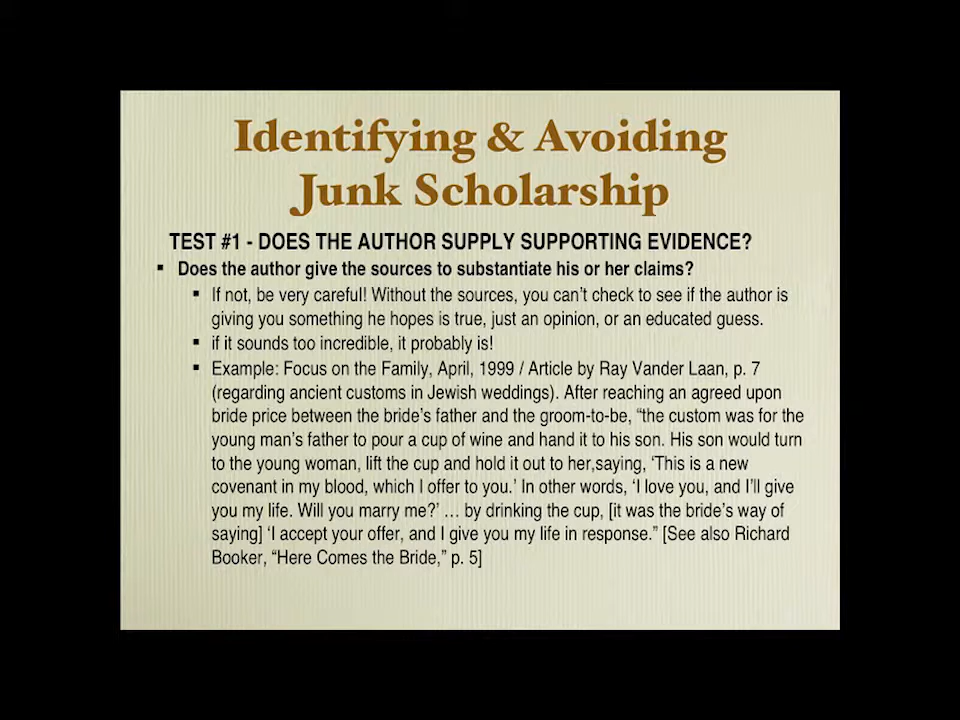 Identifying & Avoiding
Junk Scholarship
TEST #1 - DOES THE AUTHOR SUPPLY SUPPORTING EVIDENCE?
▪ Does the author give the sources to substantiate his or her claims?
▪ If not, be very careful! Without the sources, you can't check to see if the author is
giving you something he hopes is true, just an opinion, or an educated guess.
▪ if it sounds too incredible, it probably is!
▪ Example: Focus on the Family, April, 1999 / Article by Ray Vander Laan, p. 7
(regarding ancient customs in Jewish weddings). After reaching an agreed upon
bride price between the bride's father and the groom-to-be, “the custom was for the
young man's father to pour a cup of wine and hand it to his son. His son would turn
to the young woman, lift the cup and hold it out to her,saying, ‘This is a new
covenant in my blood, which I offer to you.’ In other words, ‘I love you, and I'll give
you my life. Will you marry me?’ … by drinking the cup, [it was the bride's way of
saying] ‘I accept your offer, and I give you my life in response.” [See also Richard
Booker, “Here Comes the Bride,” p. 5]